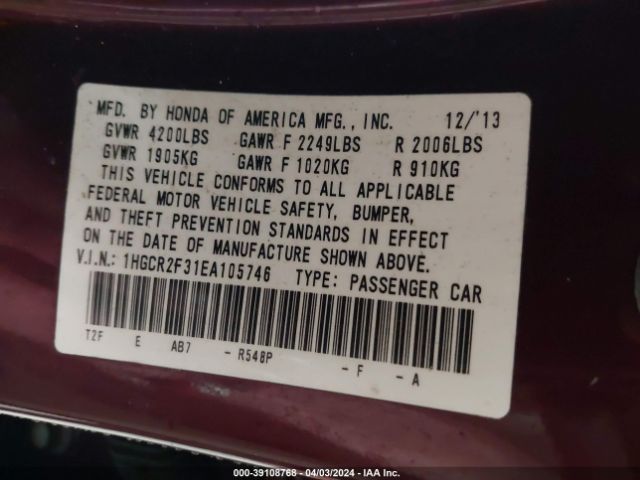 MFD. BY HONDA OF AMERICA MFG., INC. 12/'13
GVWR 4200LBS GAWR F 2249LBS R 2006LBS
GVWR 1905KG GAWR F 1020KG R 910KG
THIS VEHICLE CONFORMS TO ALL APPLICABLE
FEDERAL MOTOR VEHICLE SAFETY, BUMPER,
AND THEFT PREVENTION STANDARDS IN EFFECT
ON THE DATE OF MANUFACTURE SHOWN ABOVE.
V.I.N.: 1HGCR2F31EA105746 TYPE: PASSENGER CAR
T2F E AB7 - R548P - F - A
000-39108768 - 04/03/2024 - IAA Inc.